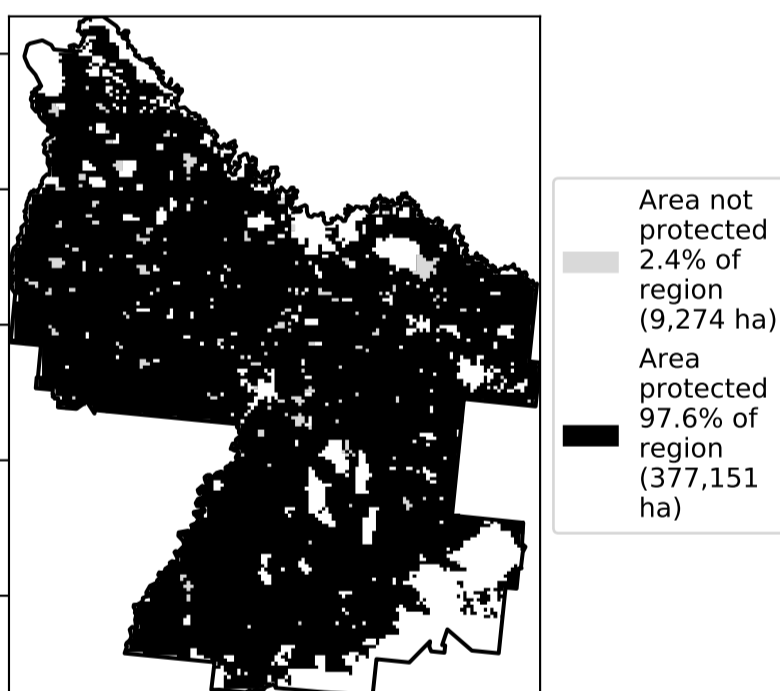 Area not
protected
2.4% of
region
(9,274 ha)
Area
protected
97.6% of
region
(377,151
ha)